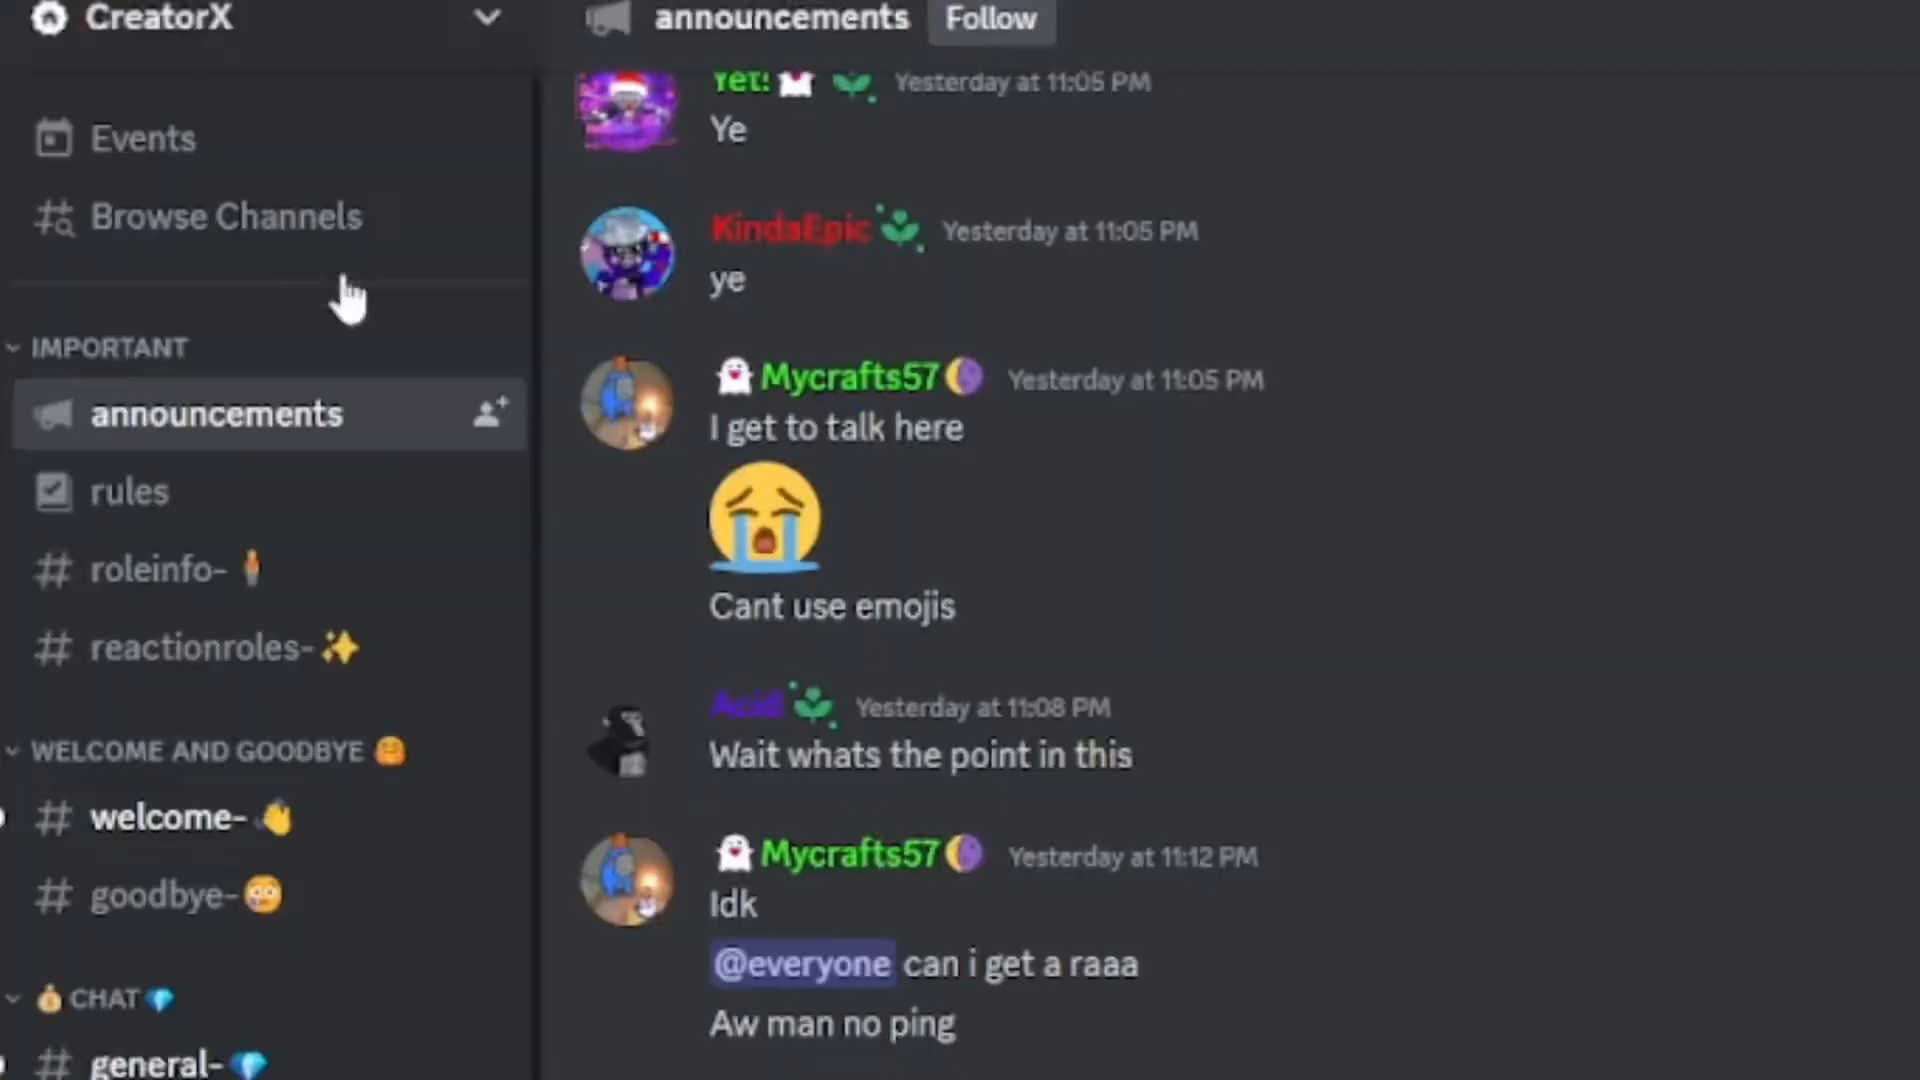 CreatorX
Events
Browse Channels
IMPORTANT
announcements
rules
roleinfo-
reactionroles-
WELCOME AND GOODBYE
welcome-
goodbye-
CHAT
general-
announcements
Follow
Yet! Yesterday at 11:05 PM
Ye
KindaEpic Yesterday at 11:05 PM
ye
Mycrafts57 Yesterday at 11:05 PM
I get to talk here
Cant use emojis
Acid Yesterday at 11:08 PM
Wait whats the point in this
Mycrafts57 Yesterday at 11:12 PM
Idk
@everyone can i get a raaa
Aw man no ping